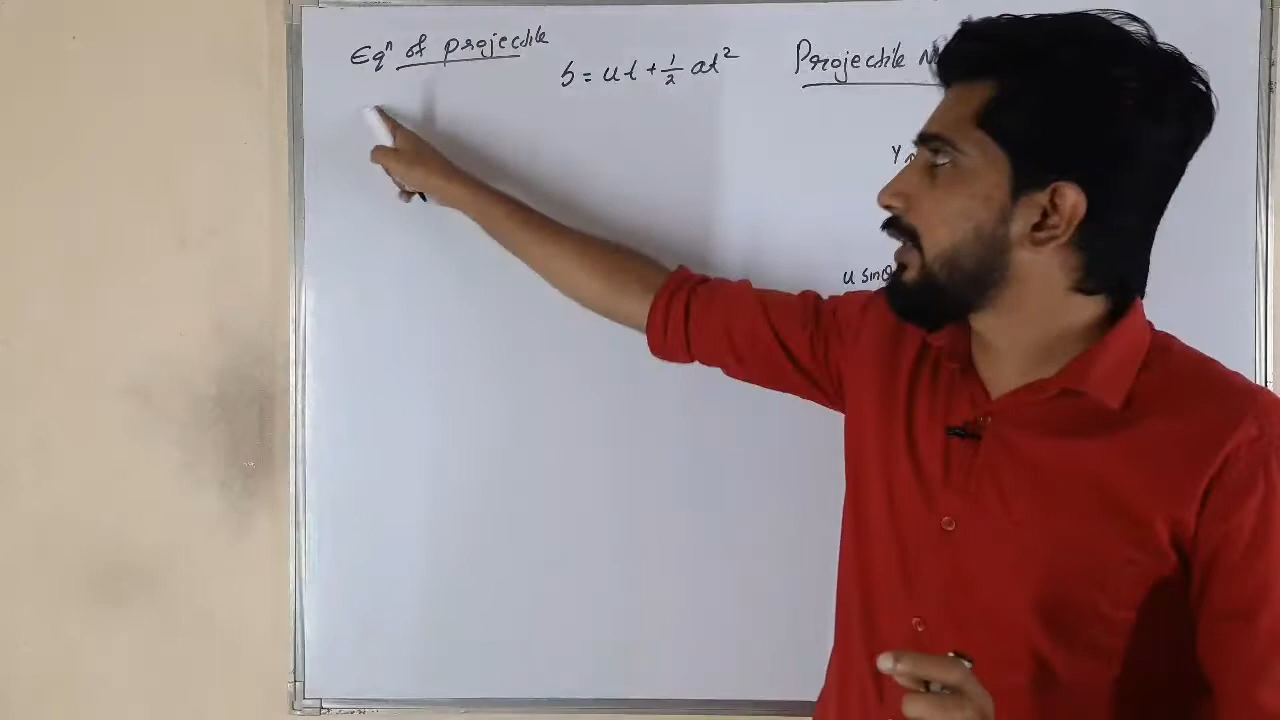 Eqⁿ of projectile
S = ut + 1/2 at²
Projectile
Y
u sinθ